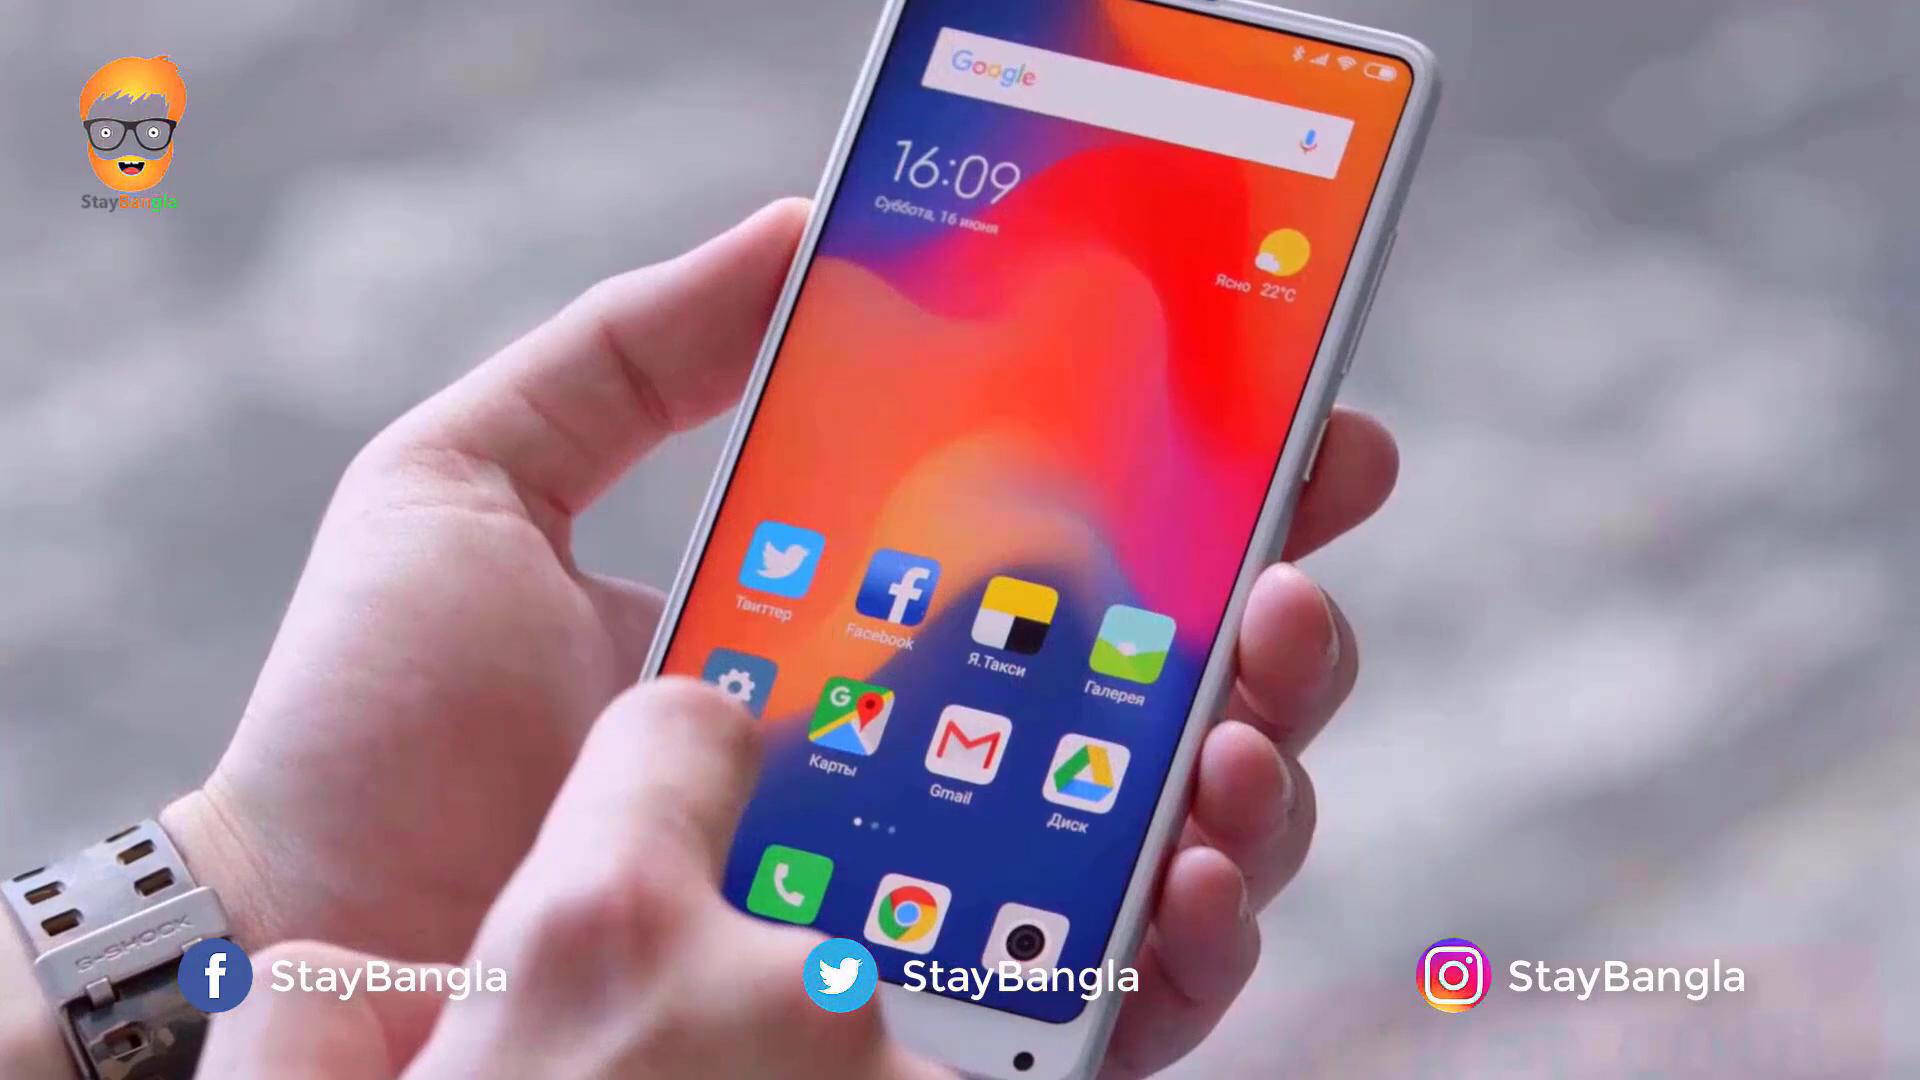 Google
16:09
Суббота, 16 июня
Ясно 22°C
StayBangla
Твиттер
Facebook
Я.Такси
Галерея
G
Карты
Gmail
Диск
G-SHOCK
StayBangla
StayBangla
StayBangla